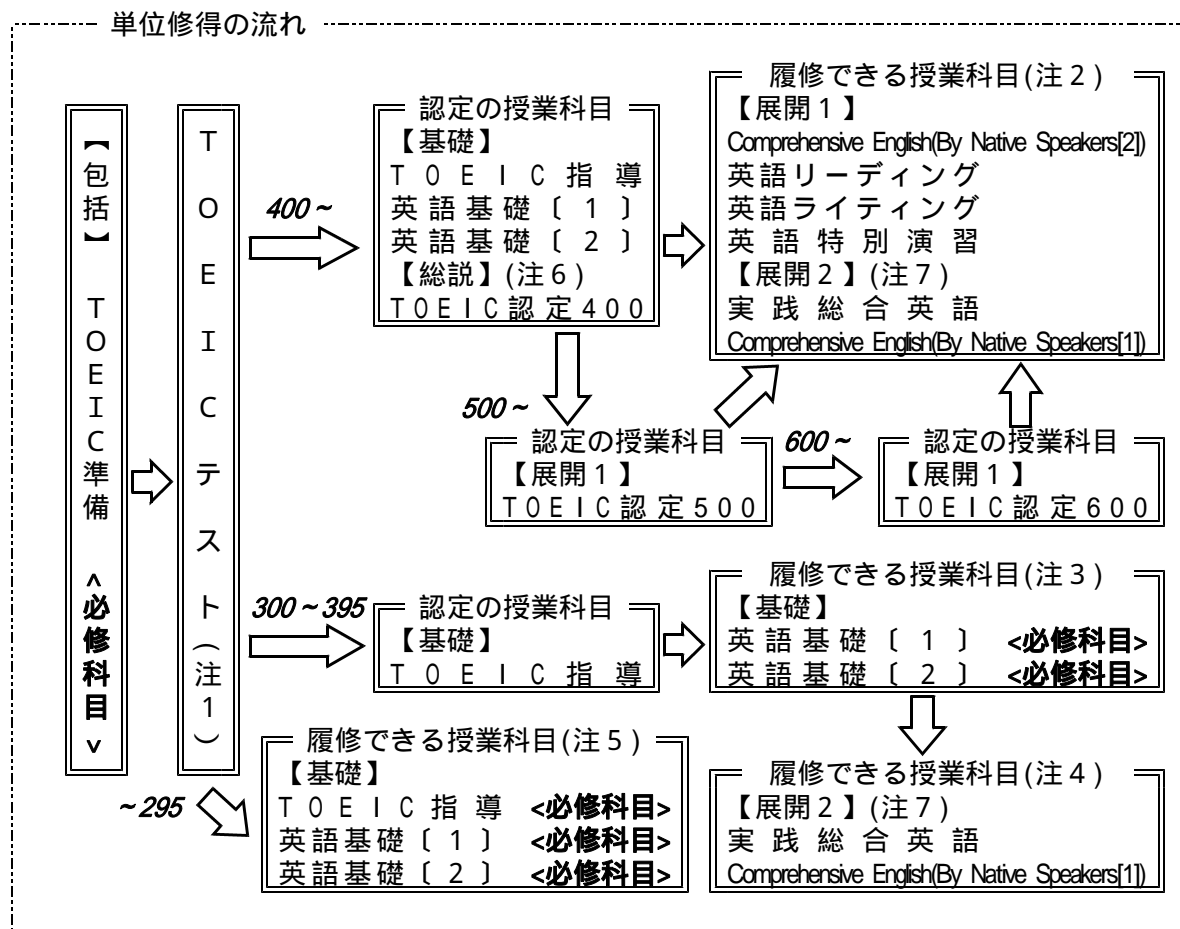 単位修得の流れ
【包括】 TOEIC準備 <必修科目>
TOEICテスト(注1)
400~
認定の授業科目
【基礎】
TOEIC指導
英語基礎〔1〕
英語基礎〔2〕
【総説】(注6)
TOEIC認定400
履修できる授業科目(注2)
【展開1】
Comprehensive English(By Native Speakers[2])
英語リーディング
英語ライティング
英語特別演習
【展開2】(注7)
実践総合英語
Comprehensive English(By Native Speakers[1])
500~
認定の授業科目
【展開1】
TOEIC認定500
600~
認定の授業科目
【展開1】
TOEIC認定600
300~395
認定の授業科目
【基礎】
TOEIC指導
履修できる授業科目(注3)
【基礎】
英語基礎〔1〕 <必修科目>
英語基礎〔2〕 <必修科目>
~295
履修できる授業科目(注5)
【基礎】
TOEIC指導 <必修科目>
英語基礎〔1〕 <必修科目>
英語基礎〔2〕 <必修科目>
履修できる授業科目(注4)
【展開2】(注7)
実践総合英語
Comprehensive English(By Native Speakers[1])